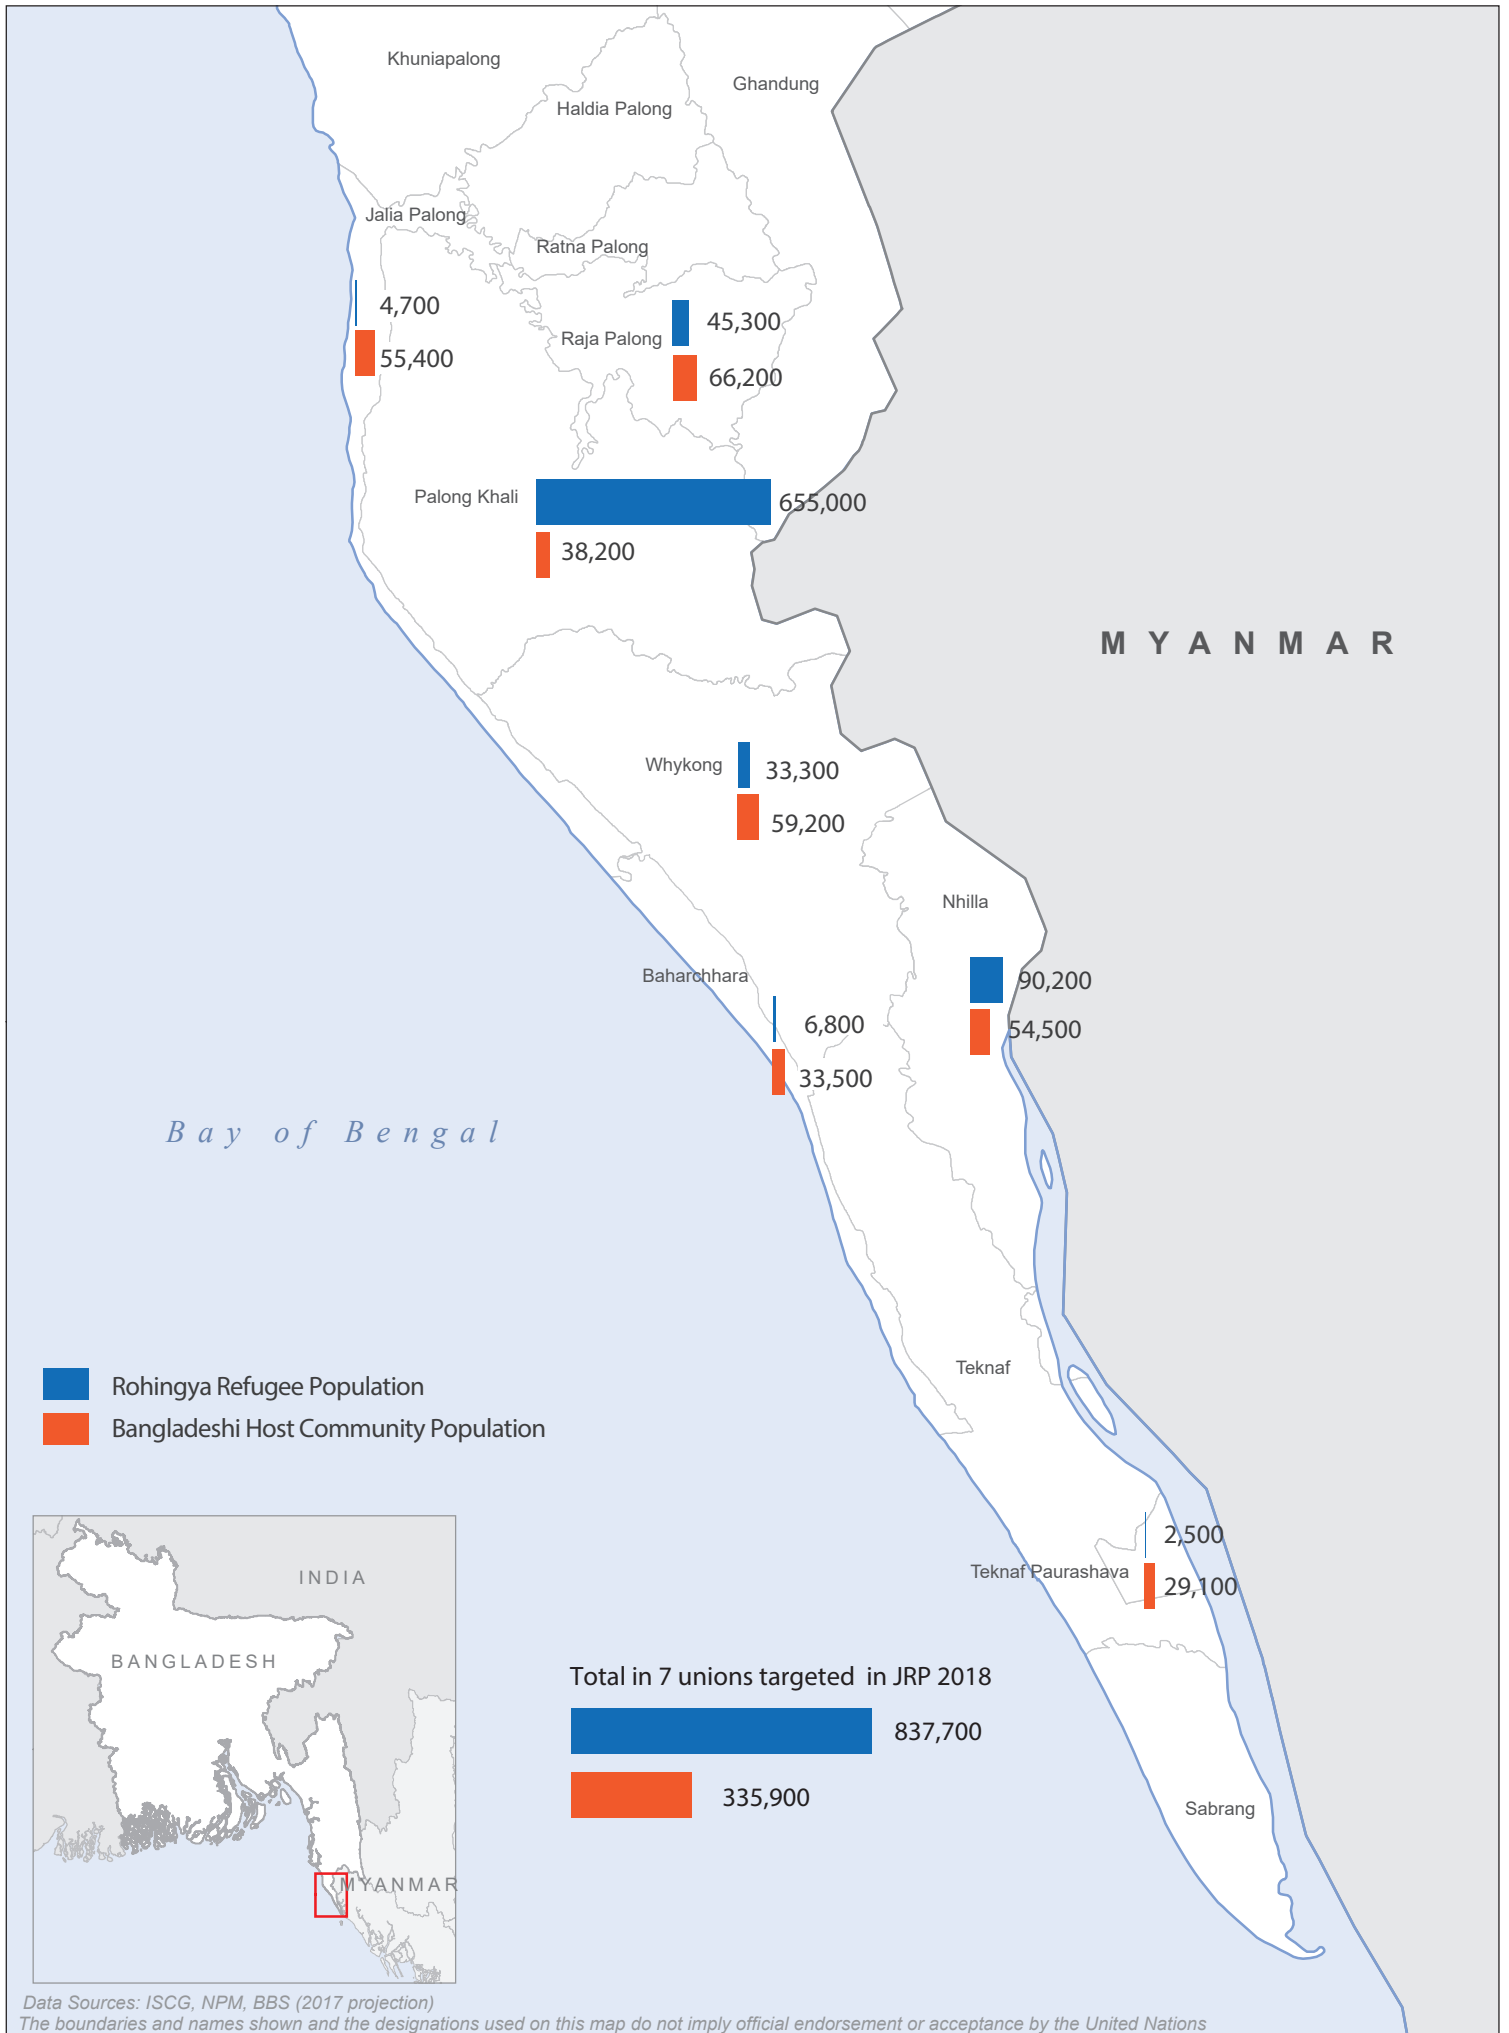 Khuniapalong
Ghandung
Haldia Palong
Jalia Palong
Ratna Palong
4,700
55,400
Raja Palong
45,300
66,200
Palong Khali
655,000
38,200
MYANMAR
Whykong
33,300
59,200
Nhilla
90,200
54,500
Baharchhara
6,800
33,500
Bay of Bengal
Teknaf
Rohingya Refugee Population
Bangladeshi Host Community Population
Teknaf Paurashava
2,500
29,100
INDIA
BANGLADESH
MYANMAR
Total in 7 unions targeted in JRP 2018
837,700
335,900
Sabrang
Data Sources: ISCG, NPM, BBS (2017 projection)
The boundaries and names shown and the designations used on this map do not imply official endorsement or acceptance by the United Nations